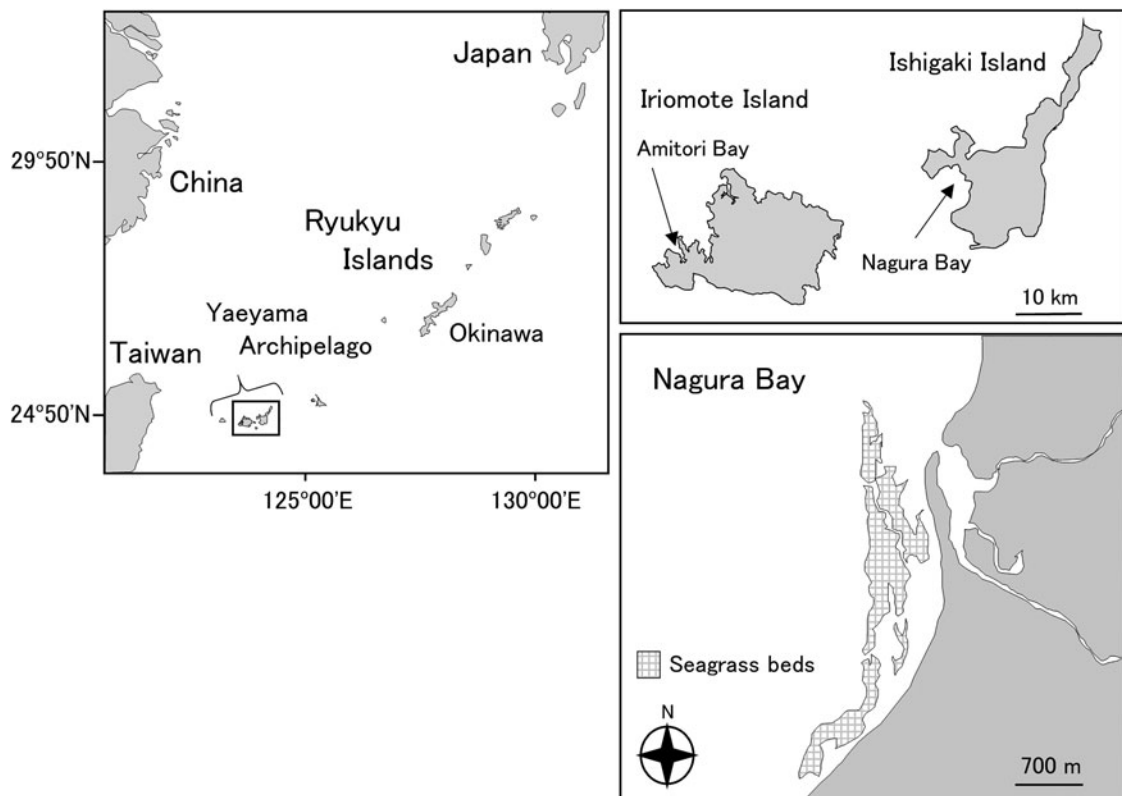 Japan
29°50'N
China
Ryukyu
Islands
Yaeyama
Archipelago
Okinawa
Taiwan
24°50'N
125°00'E
130°00'E
Ishigaki Island
Iriomote Island
Amitori Bay
Nagura Bay
10 km
Nagura Bay
Seagrass beds
N
700 m